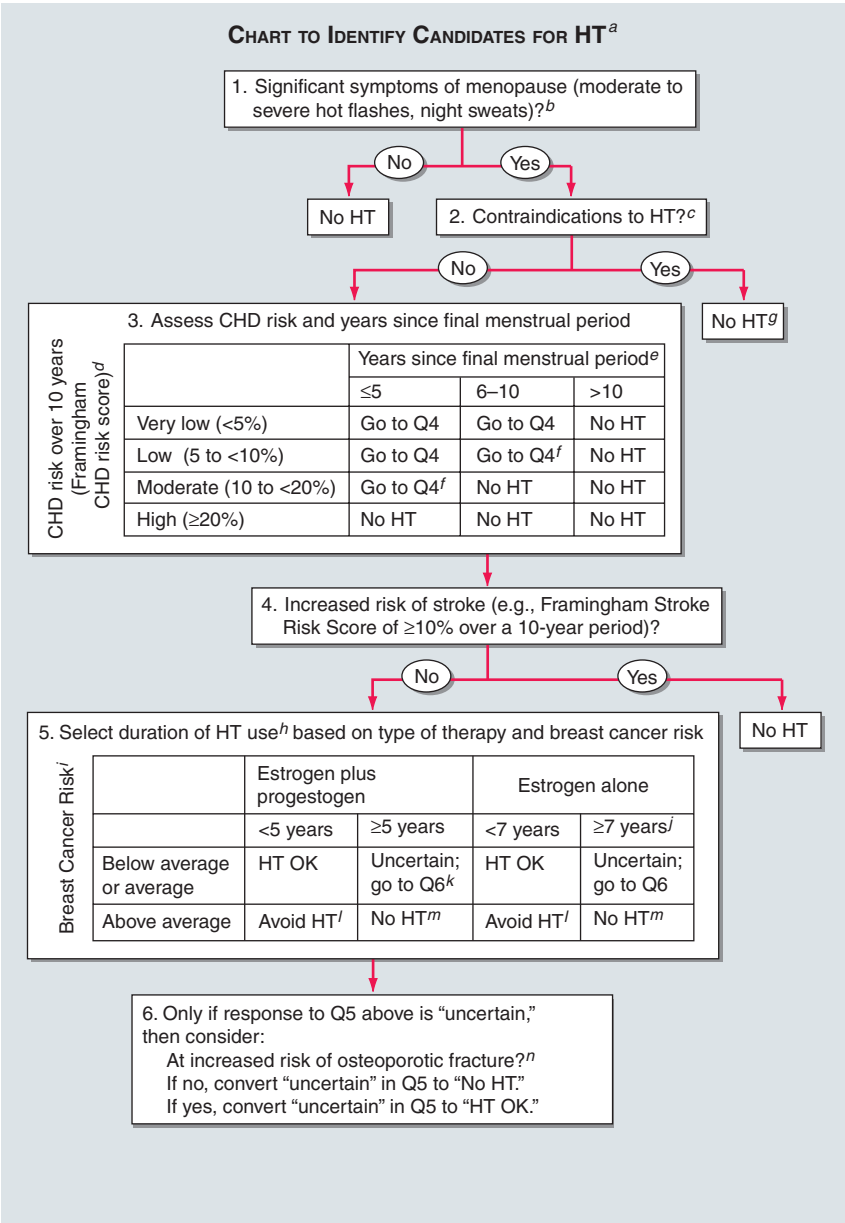 CHART TO IDENTIFY CANDIDATES FOR HTa
1. Significant symptoms of menopause (moderate to
severe hot flashes, night sweats)?b
No
Yes
No HT
2. Contraindications to HT?c
No
Yes
No HTg
3. Assess CHD risk and years since final menstrual period
CHD risk over 10 years
(Framingham
CHD risk score)d
Years since final menstrual periode
≤5 6–10 >10
Very low (<5%) Go to Q4 Go to Q4 No HT
Low (5 to <10%) Go to Q4 Go to Q4f No HT
Moderate (10 to <20%) Go to Q4f No HT No HT
High (≥20%) No HT No HT No HT
4. Increased risk of stroke (e.g., Framingham Stroke
Risk Score of ≥10% over a 10-year period)?
No
Yes
No HT
5. Select duration of HT useh based on type of therapy and breast cancer risk
Breast Cancer Riski
Estrogen plus
progestogen
Estrogen alone
<5 years ≥5 years <7 years ≥7 yearsj
Below average
or average
HT OK
Uncertain;
go to Q6k
HT OK
Uncertain;
go to Q6
Above average Avoid HTl No HTm Avoid HTl No HTm
6. Only if response to Q5 above is “uncertain,”
then consider:
At increased risk of osteoporotic fracture?n
If no, convert “uncertain” in Q5 to “No HT.”
If yes, convert “uncertain” in Q5 to “HT OK.”